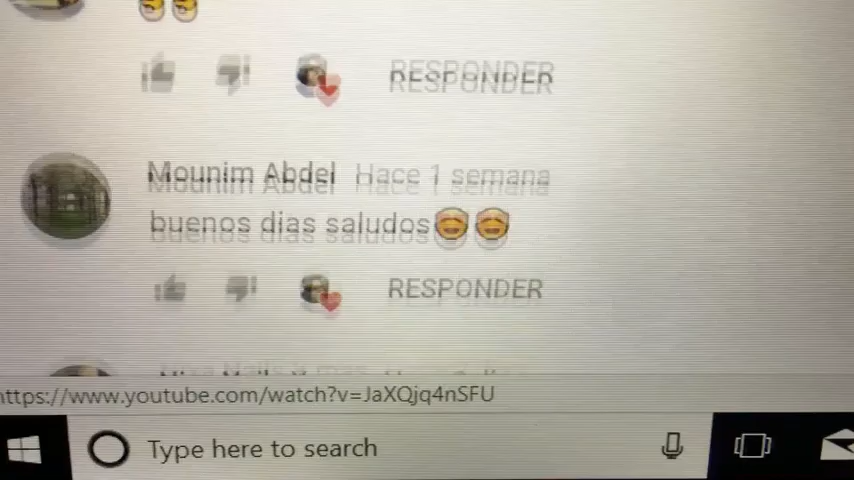 RESPONDER
Mounim Abdel Hace 1 semana
buenos dias saludos
RESPONDER
https://www.youtube.com/watch?v=JaXQjq4nSFU
Type here to search